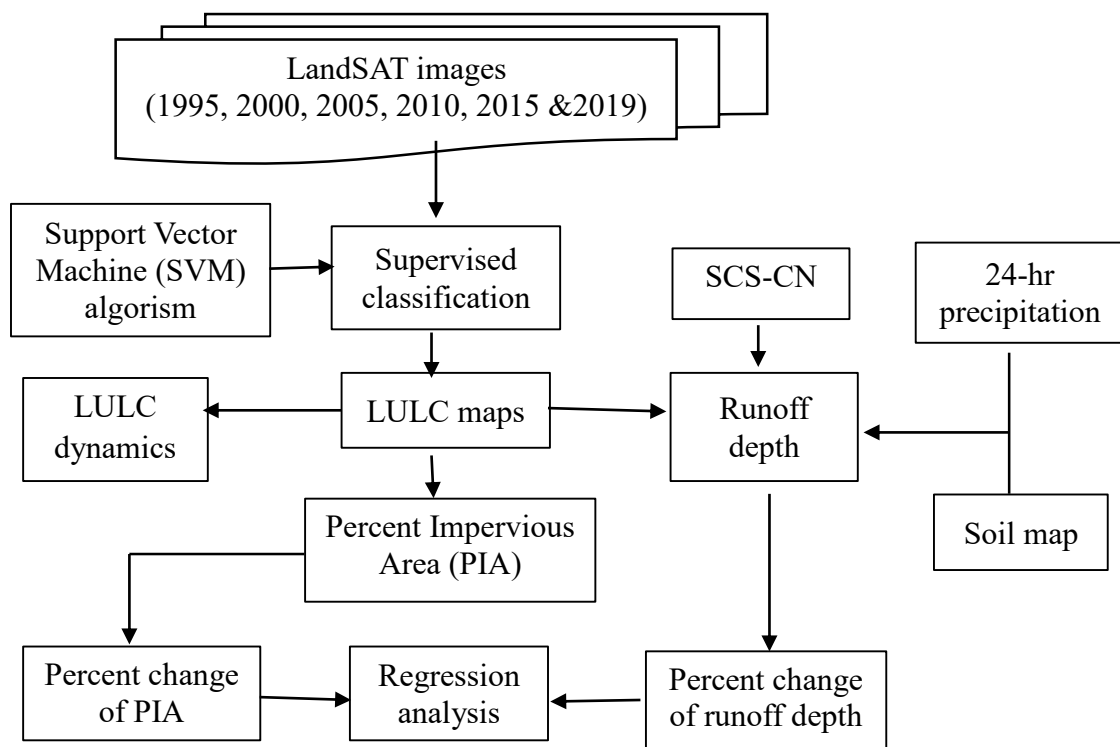 LandSAT images
(1995, 2000, 2005, 2010, 2015 &2019)
Support Vector
Machine (SVM)
algorism
Supervised
classification
SCS-CN
24-hr
precipitation
LULC
dynamics
LULC maps
Runoff
depth
Percent Impervious
Area (PIA)
Soil map
Percent change
of PIA
Regression
analysis
Percent change
of runoff depth